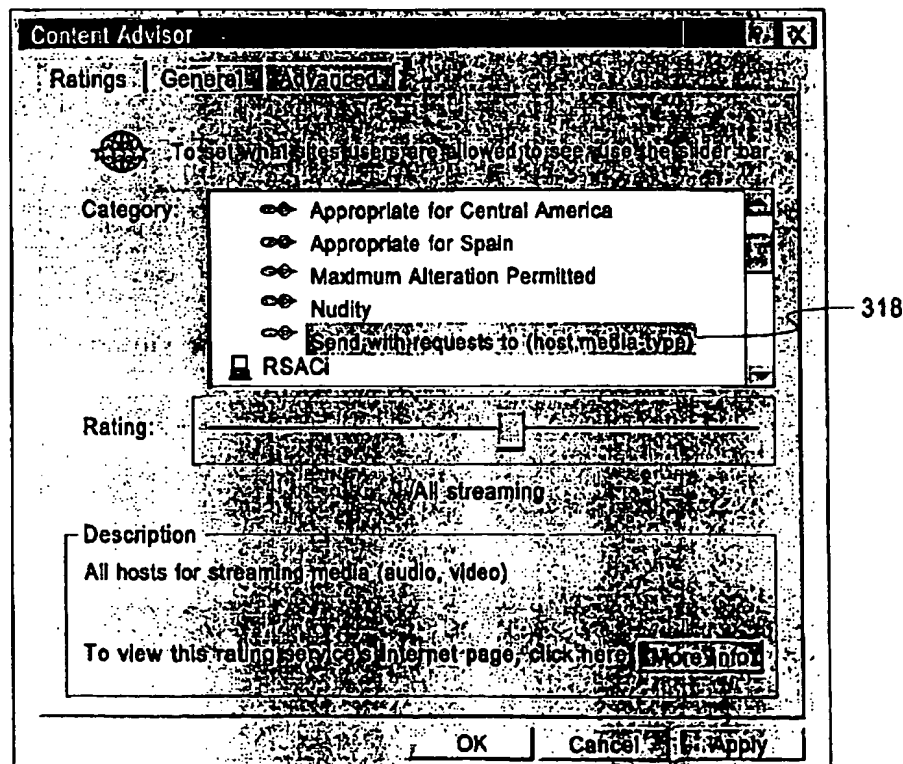 Content Advisor
Ratings General Advanced
To set what sites users are allowed to see, use the slider bar
Category:
Appropriate for Central America
Appropriate for Spain
Maximum Alteration Permitted
Nudity
Send with requests to (host,media-type)
318
RSACi
Rating:
All streaming
Description
All hosts for streaming media (audio, video)
To view this rating service's Internet page, click here More Info
OK Cancel Apply